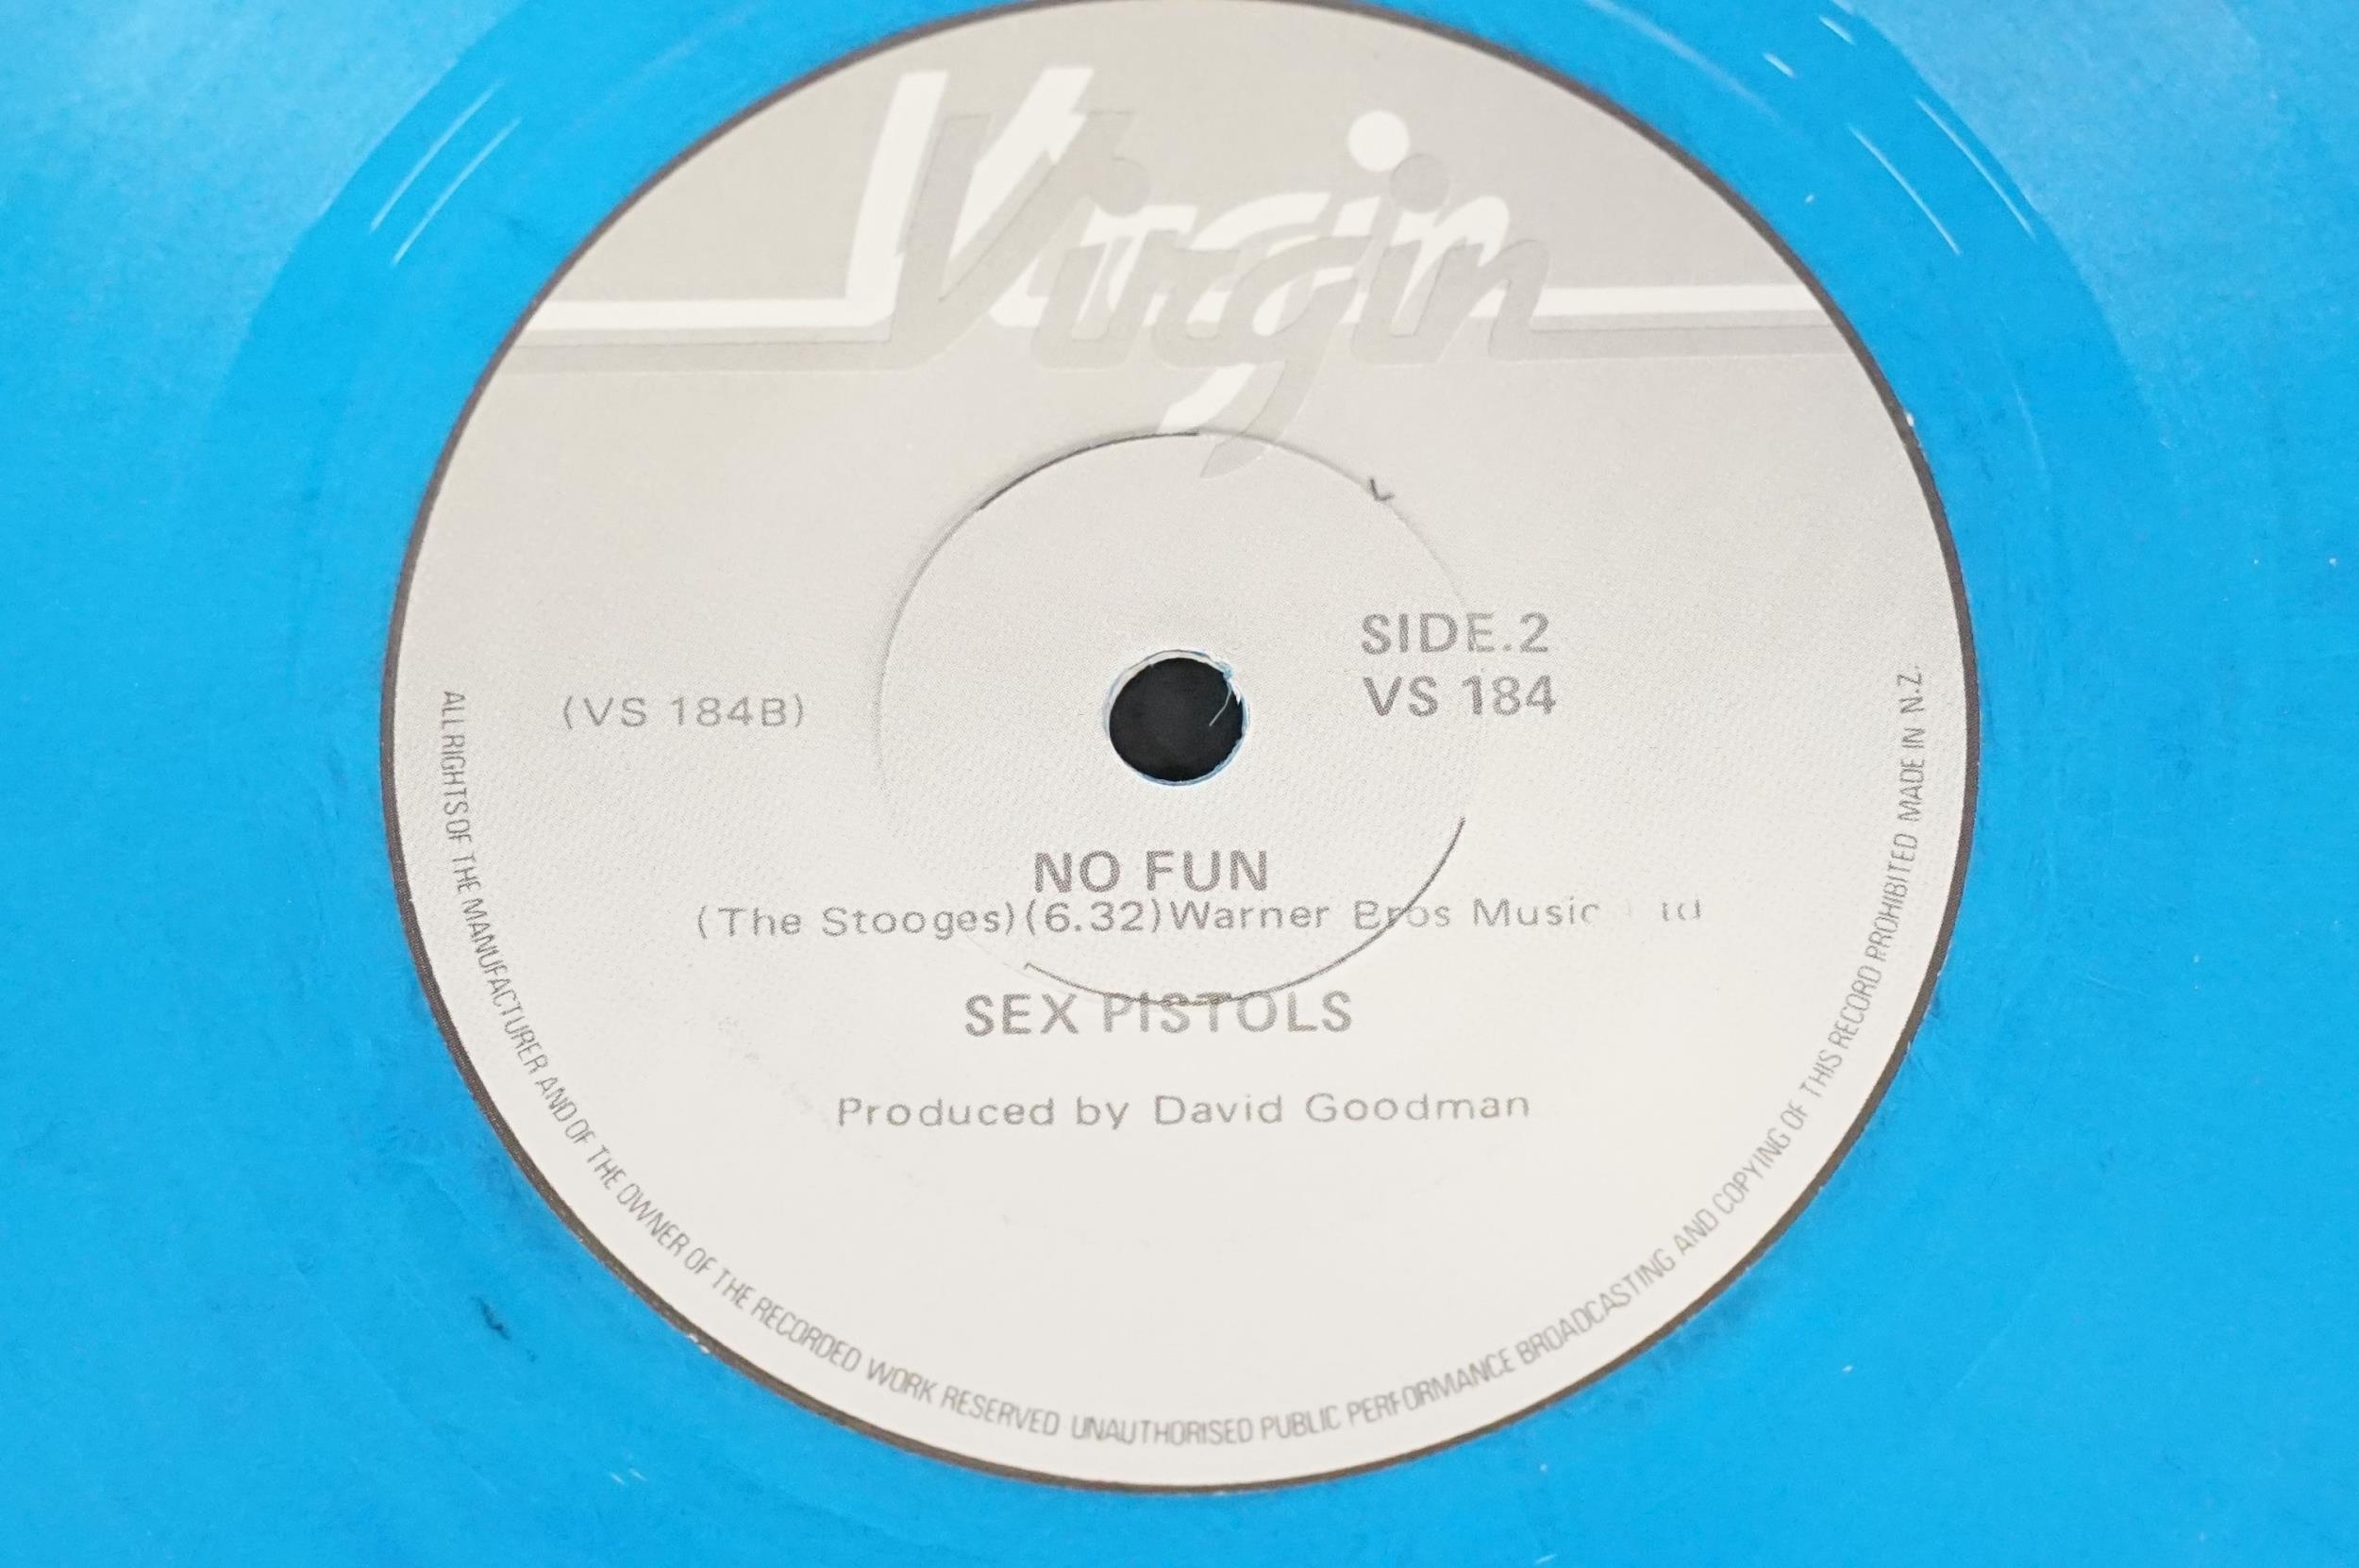 Virgin
SIDE.2
(VS 184B) VS 184
NO FUN
(The Stooges)(6.32)Warner Bros Music Ltd
SEX PISTOLS
Produced by David Goodman
ALL RIGHTS OF THE MANUFACTURER AND OF THE OWNER OF THE RECORDED WORK RESERVED UNAUTHORISED PUBLIC PERFORMANCE BROADCASTING AND COPYING OF THIS RECORD PROHIBITED MADE IN N.Z.